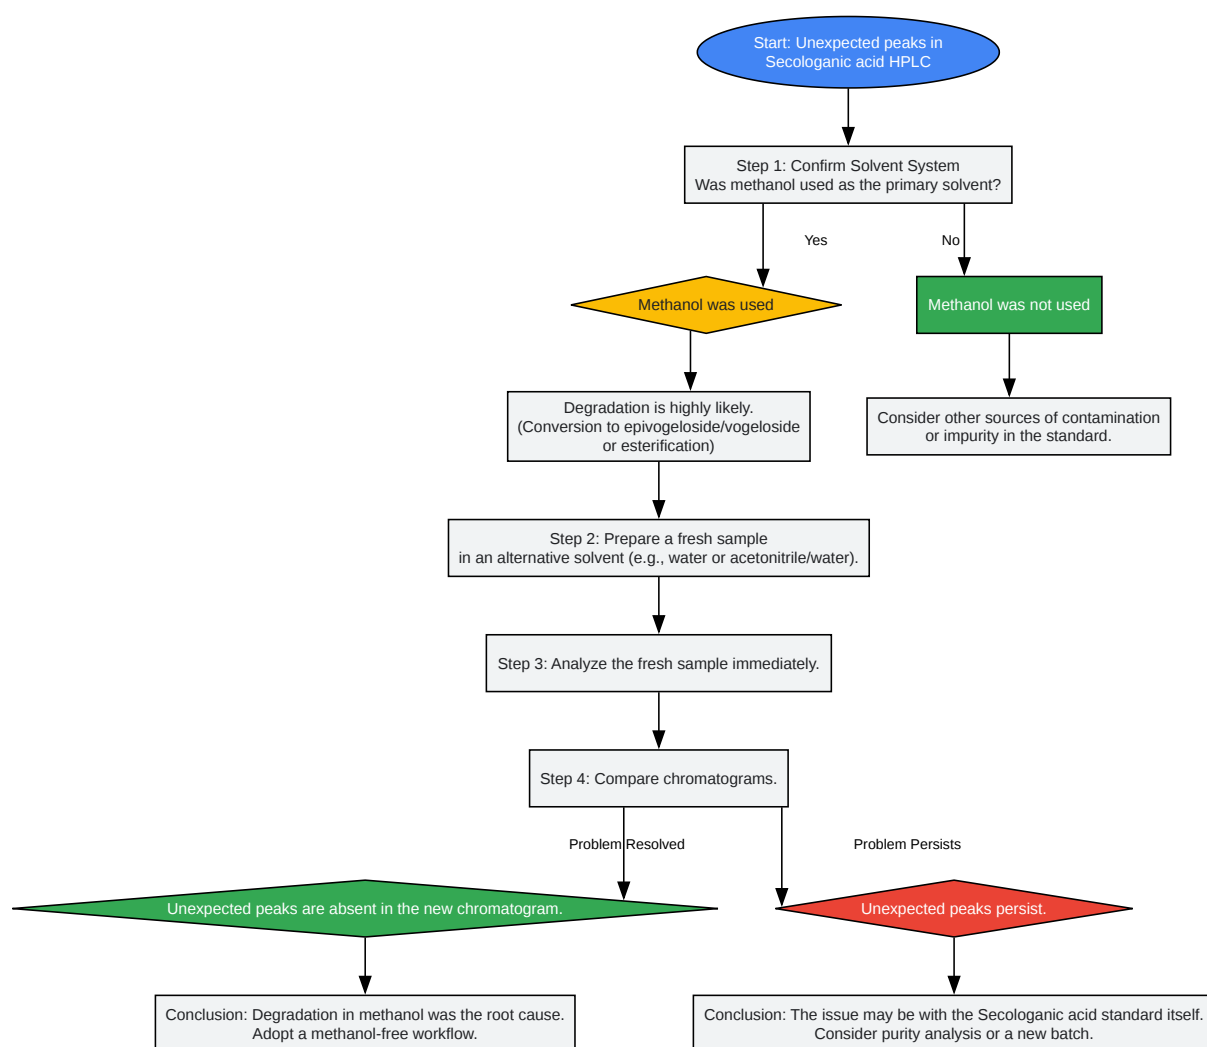 Start: Unexpected peaks in
Secologanic acid HPLC
Step 1: Confirm Solvent System
Was methanol used as the primary solvent?
Yes
No
Methanol was used
Methanol was not used
Degradation is highly likely.
(Conversion to epivogeloside/vogeloside
or esterification)
Consider other sources of contamination
or impurity in the standard.
Step 2: Prepare a fresh sample
in an alternative solvent (e.g., water or acetonitrile/water).
Step 3: Analyze the fresh sample immediately.
Step 4: Compare chromatograms.
Problem Resolved
Problem Persists
Unexpected peaks are absent in the new chromatogram.
Unexpected peaks persist.
Conclusion: Degradation in methanol was the root cause.
Adopt a methanol-free workflow.
Conclusion: The issue may be with the Secologanic acid standard itself.
Consider purity analysis or a new batch.